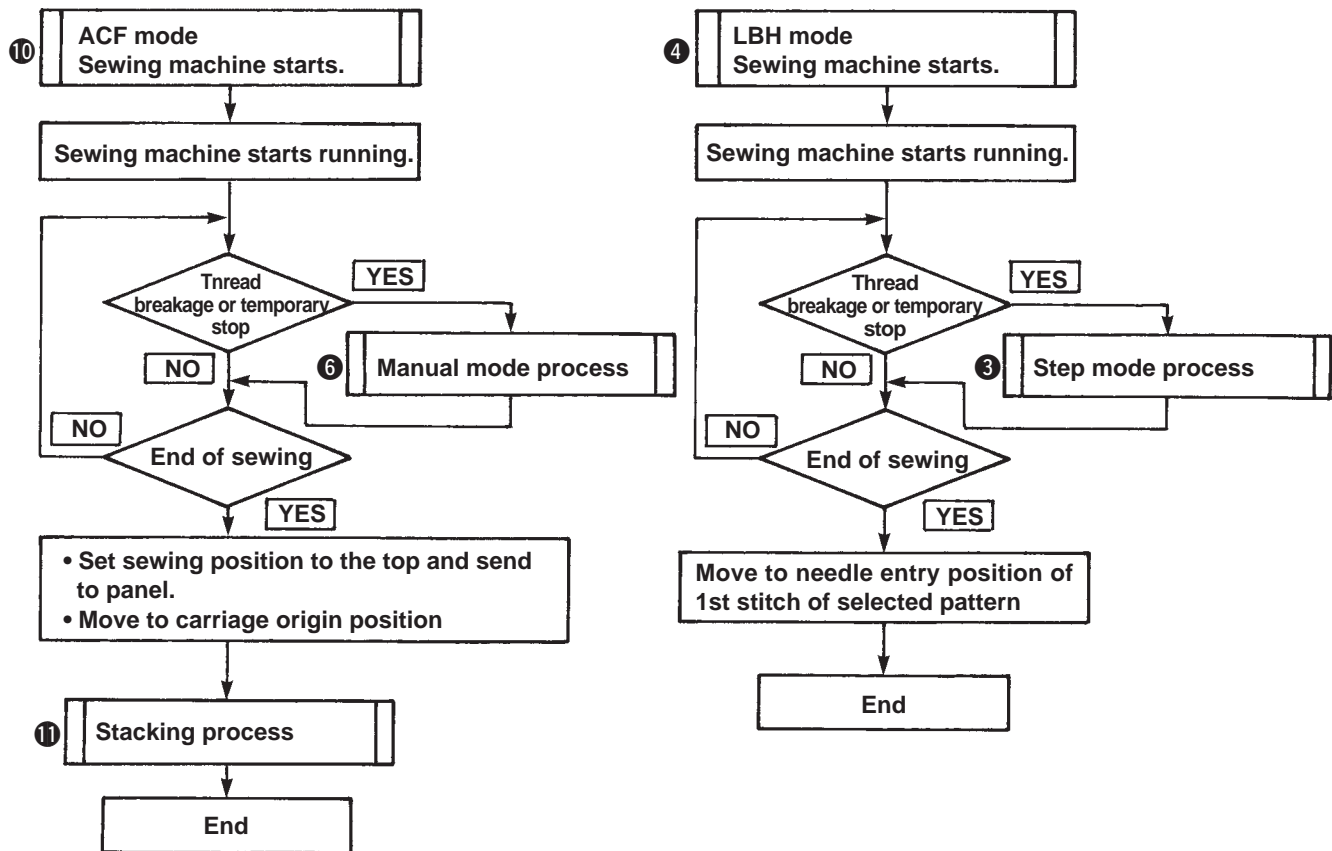 ❿
ACF mode
Sewing machine starts.
Sewing machine starts running.
Tnread
breakage or temporary
stop
YES
NO
❻
Manual mode process
NO
End of sewing
YES
• Set sewing position to the top and send
to panel.
• Move to carriage origin position
⓫
Stacking process
End
❹
LBH mode
Sewing machine starts.
Sewing machine starts running.
Thread
breakage or temporary
stop
YES
NO
❸
Step mode process
NO
End of sewing
YES
Move to needle entry position of
1st stitch of selected pattern
End